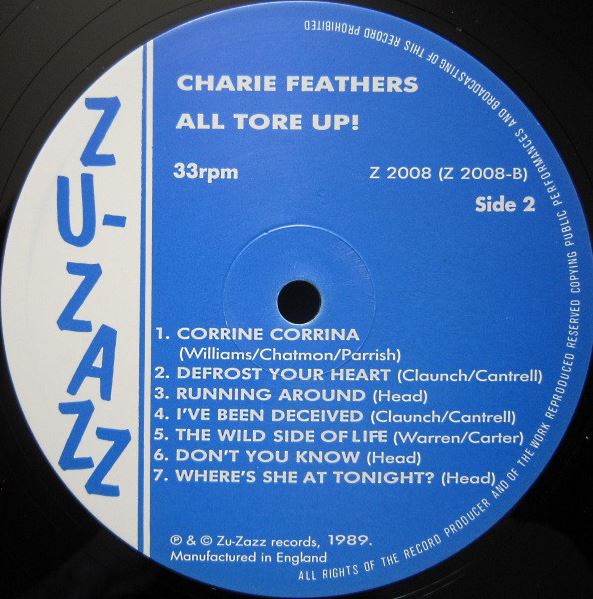 ZU-ZAZZ
CHARIE FEATHERS
ALL TORE UP!
33rpm
Z 2008 (Z 2008-B)
Side 2
1. CORRINE CORRINA
(Williams/Chatmon/Parrish)
2. DEFROST YOUR HEART (Claunch/Cantrell)
3. RUNNING AROUND (Head)
4. I'VE BEEN DECEIVED (Claunch/Cantrell)
5. THE WILD SIDE OF LIFE (Warren/Carter)
6. DON'T YOU KNOW (Head)
7. WHERE'S SHE AT TONIGHT? (Head)
℗ & © Zu-Zazz records, 1989.
Manufactured in England
ALL RIGHTS OF THE RECORD PRODUCER AND OF THE WORK REPRODUCED RESERVED COPYING PUBLIC PERFORMANCES AND BROADCASTING OF THIS RECORD PROHIBITED